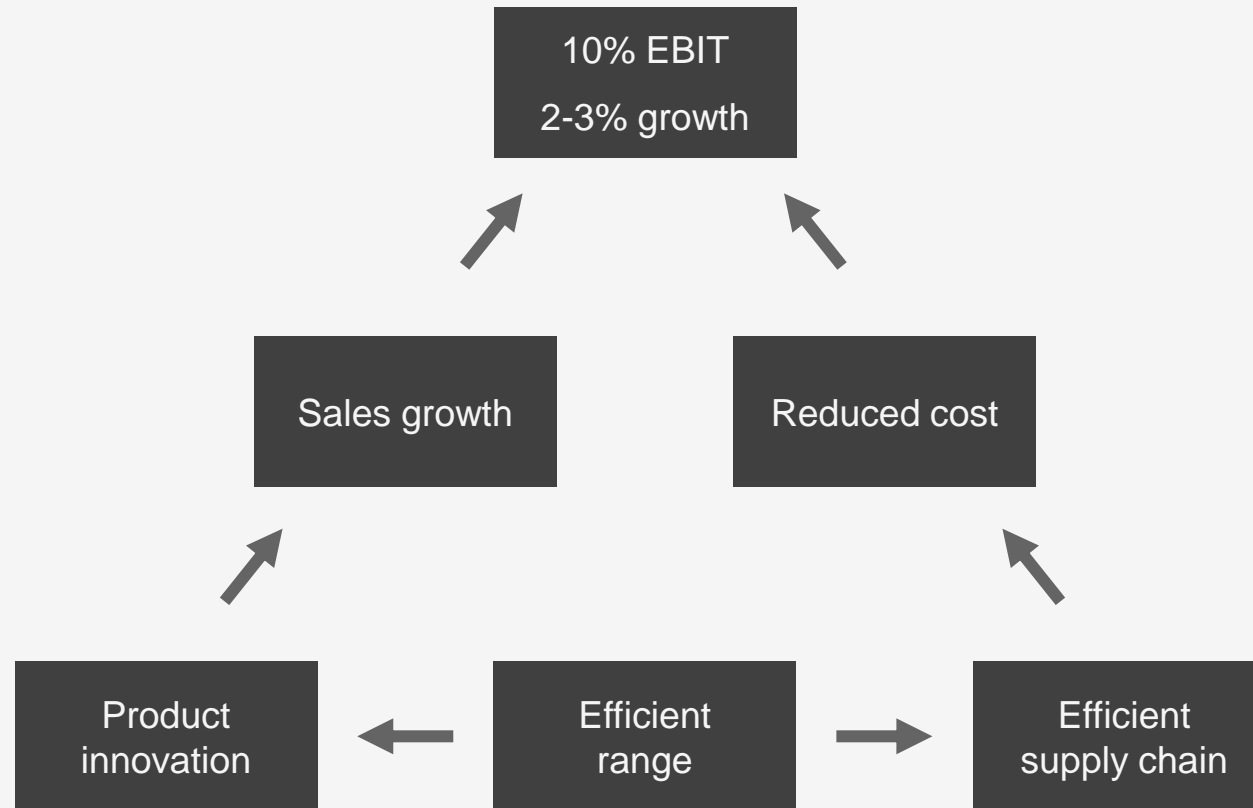 10% EBIT
2-3% growth
Sales growth
Reduced cost
Product
innovation
Efficient
range
Efficient
supply chain